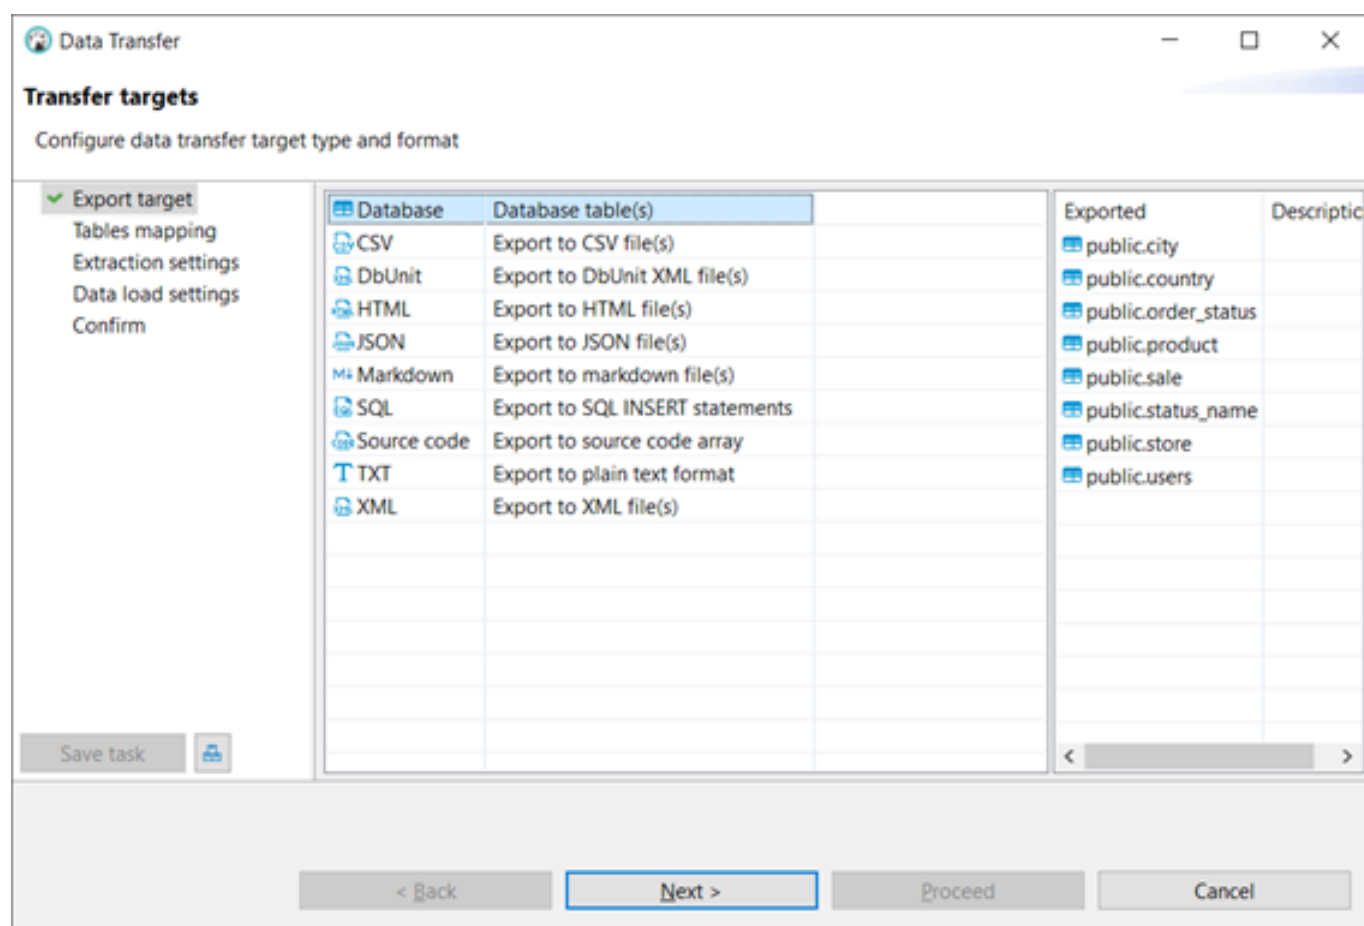 Data Transfer
Transfer targets
Configure data transfer target type and format
Export target
Tables mapping
Extraction settings
Data load settings
Confirm
Database Database table(s)
CSV Export to CSV file(s)
DbUnit Export to DbUnit XML file(s)
HTML Export to HTML file(s)
JSON Export to JSON file(s)
M↓ Markdown Export to markdown file(s)
SQL Export to SQL INSERT statements
Source code Export to source code array
T TXT Export to plain text format
XML Export to XML file(s)
Exported Descriptic
public.city
public.country
public.order_status
public.product
public.sale
public.status_name
public.store
public.users
Save task
< Back Next > Proceed Cancel